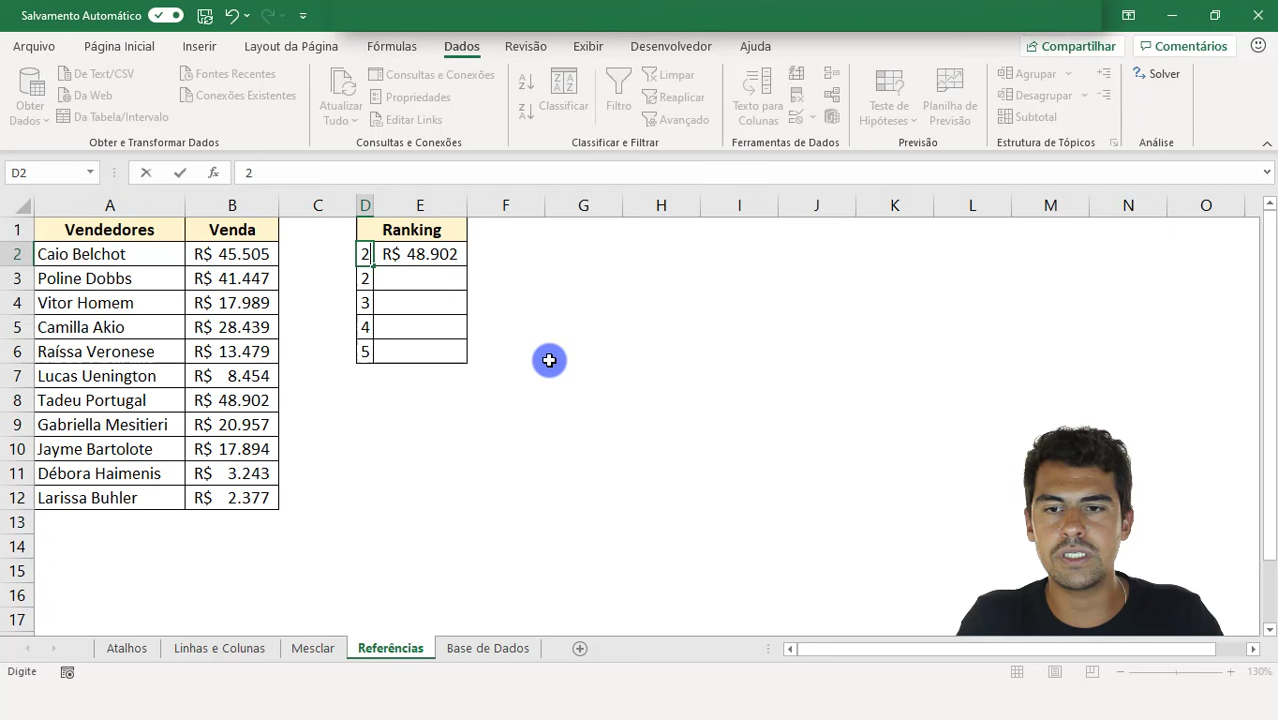 Salvamento Automático
Arquivo Página Inicial Inserir Layout da Página Fórmulas Dados Revisão Exibir Desenvolvedor Ajuda Compartilhar Comentários
Obter Dados
De Text/CSV
Da Web
Da Tabela/Intervalo
Fontes Recentes
Conexões Existentes
Obter e Transformar Dados
Atualizar Tudo
Consultas e Conexões
Propriedades
Editar Links
Consultas e Conexões
Classificar
Filtro
Limpar
Reaplicar
Avançado
Classificar e Filtrar
Texto para Colunas
Ferramentas de Dados
Teste de Hipóteses
Planilha de Previsão
Previsão
Agrupar
Desagrupar
Subtotal
Estrutura de Tópicos
Solver
Análise
D2 fx 2
A B C D E F G H I J K L M N O
1 Vendedores Venda Ranking
2 Caio Belchot R$ 45.505 2 R$ 48.902
3 Poline Dobbs R$ 41.447 2
4 Vitor Homem R$ 17.989 3
5 Camilla Akio R$ 28.439 4
6 Raíssa Veronese R$ 13.479 5
7 Lucas Uenington R$ 8.454
8 Tadeu Portugal R$ 48.902
9 Gabriella Mesitieri R$ 20.957
10 Jayme Bartolote R$ 17.894
11 Débora Haimenis R$ 3.243
12 Larissa Buhler R$ 2.377
13
14
15
16
17
Atalhos Linhas e Colunas Mesclar Referências Base de Dados
Digite 130%